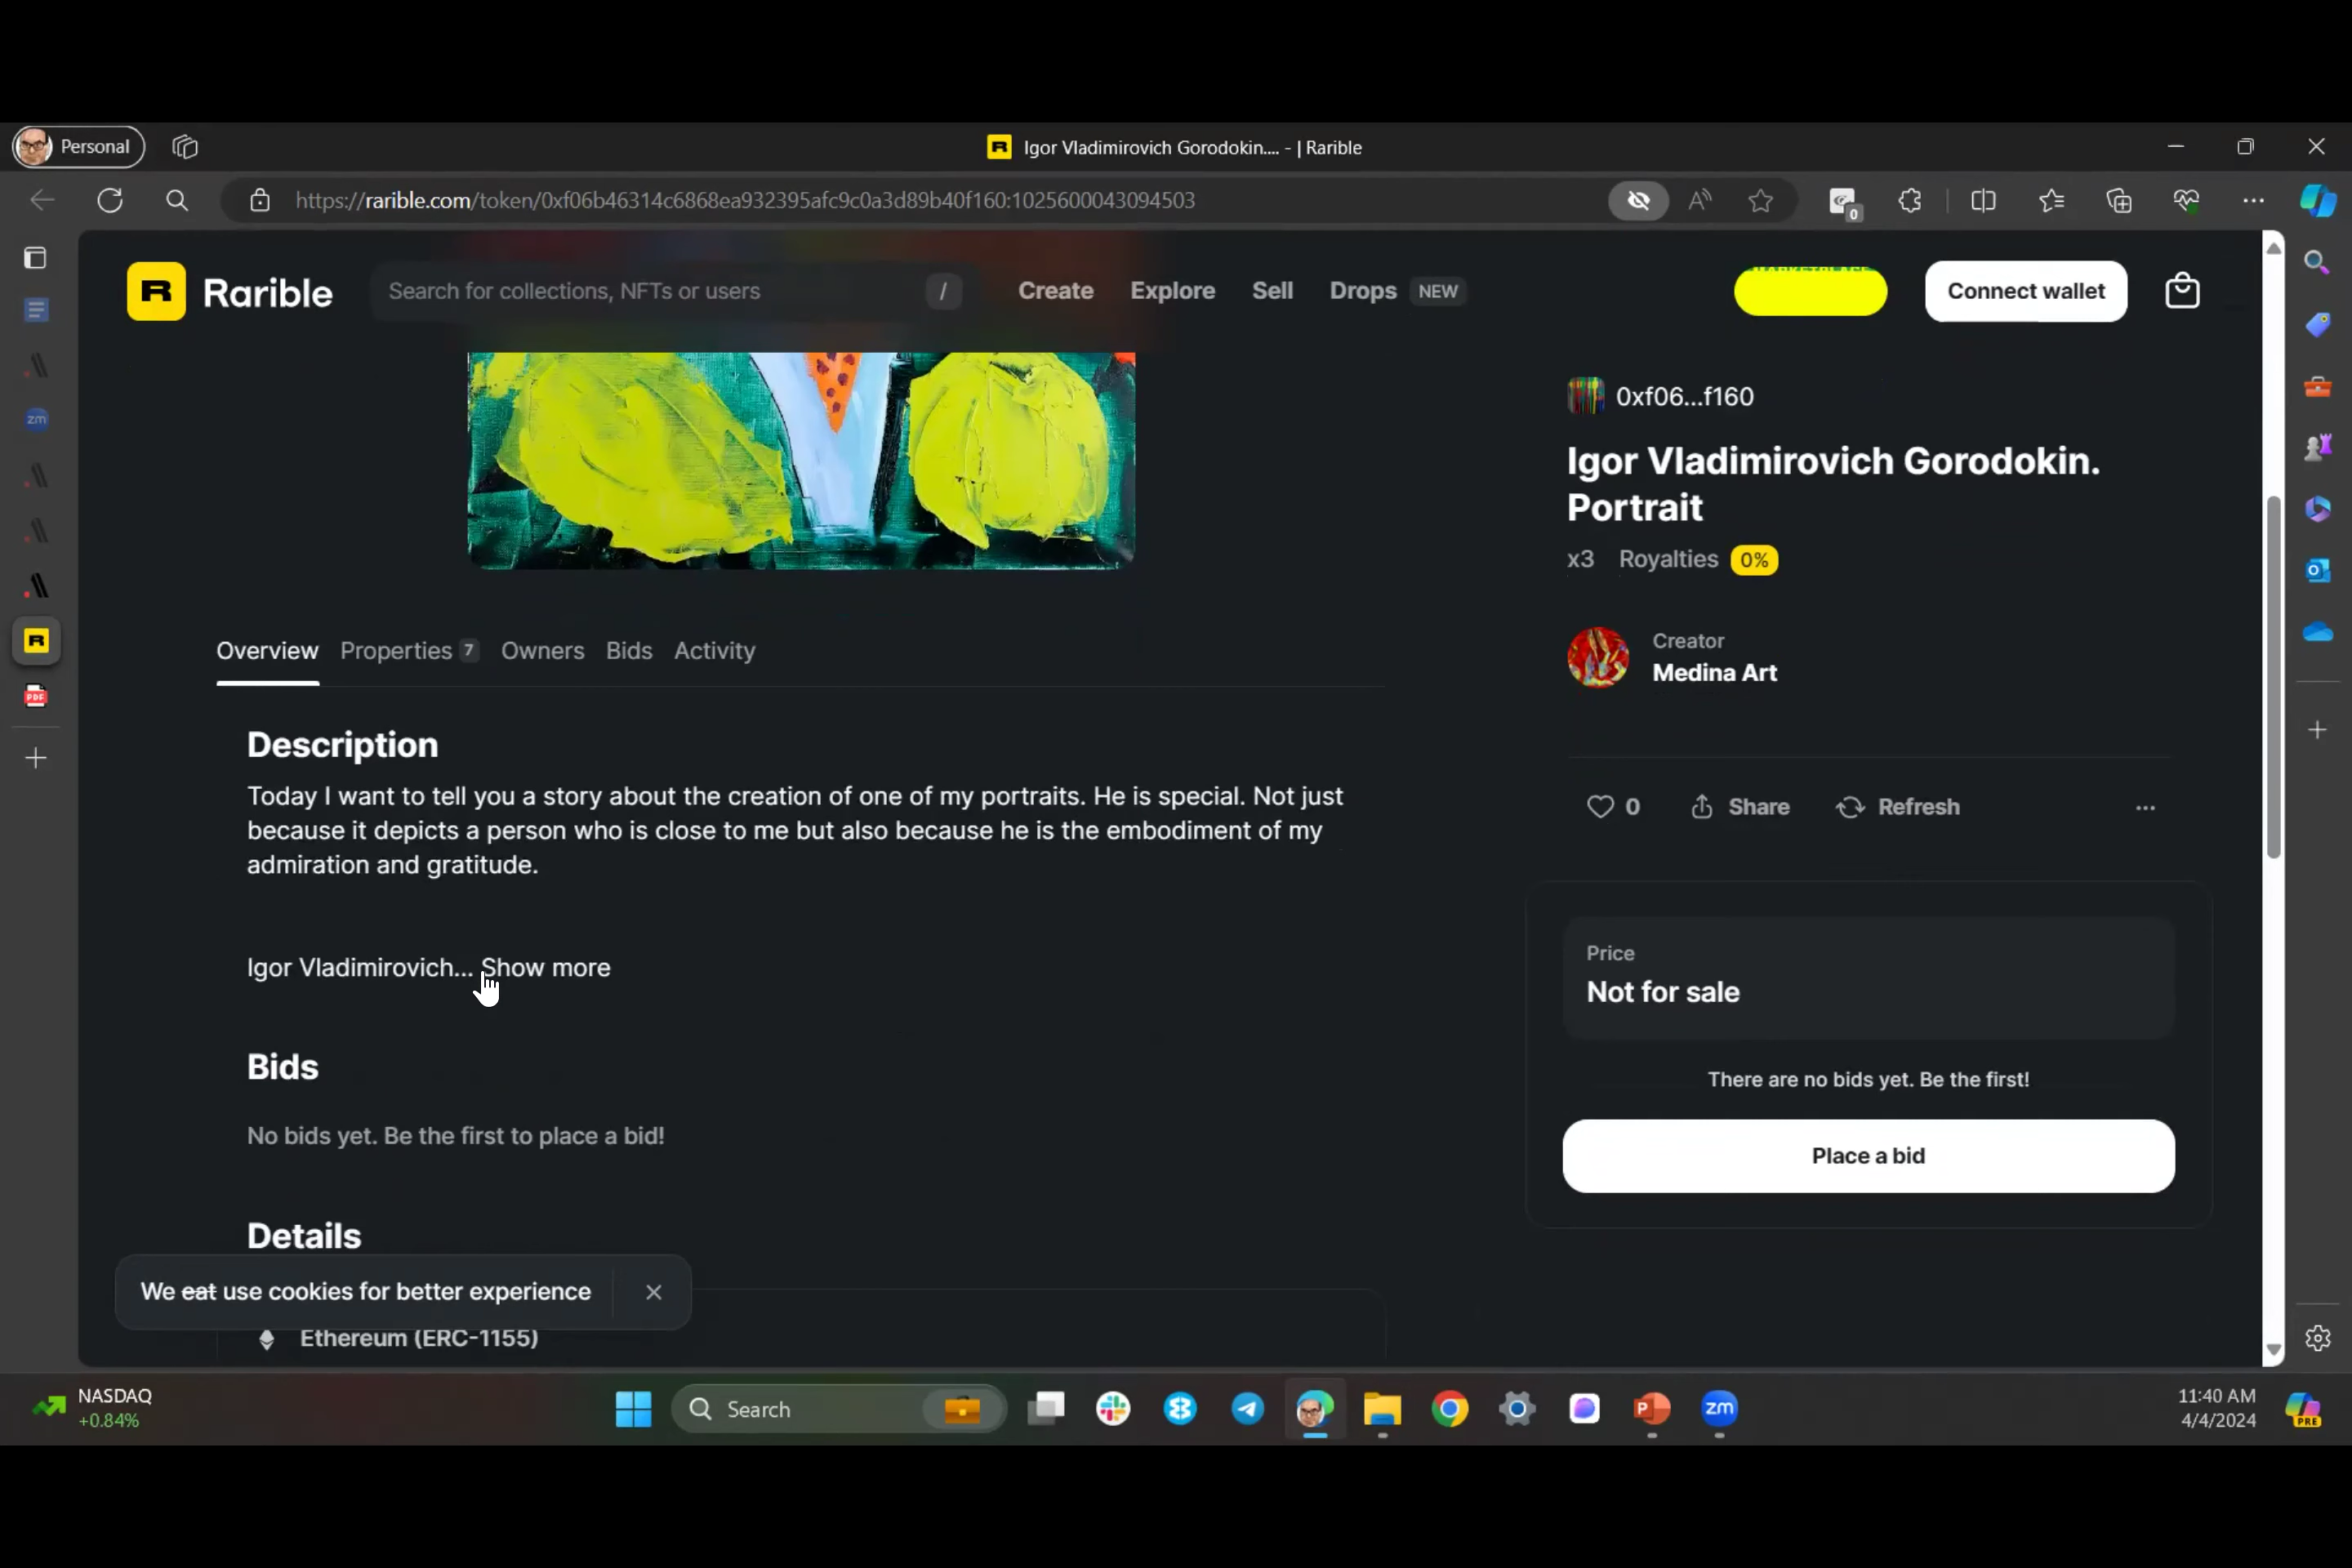 Personal
Igor Vladimirovich Gorodokin.... - | Rarible
https://rarible.com/token/0xf06b46314c6868ea932395afc9c0a3d89b40f160:1025600043094503
0
zm
PDF
R Rarible
Search for collections, NFTs or users
/
Create
Explore
Sell
Drops
NEW
Connect wallet
0xf06...f160
Igor Vladimirovich Gorodokin.
Portrait
x3 Royalties 0%
Creator
Medina Art
0
Share
Refresh
Overview
Properties 7
Owners
Bids
Activity
Description
Today I want to tell you a story about the creation of one of my portraits. He is special. Not just
because it depicts a person who is close to me but also because he is the embodiment of my
admiration and gratitude.
Igor Vladimirovich... Show more
Bids
No bids yet. Be the first to place a bid!
Details
Price
Not for sale
There are no bids yet. Be the first!
Place a bid
We eat use cookies for better experience
Ethereum (ERC-1155)
NASDAQ
+0.84%
Search
zm
11:40 AM
4/4/2024
PRE